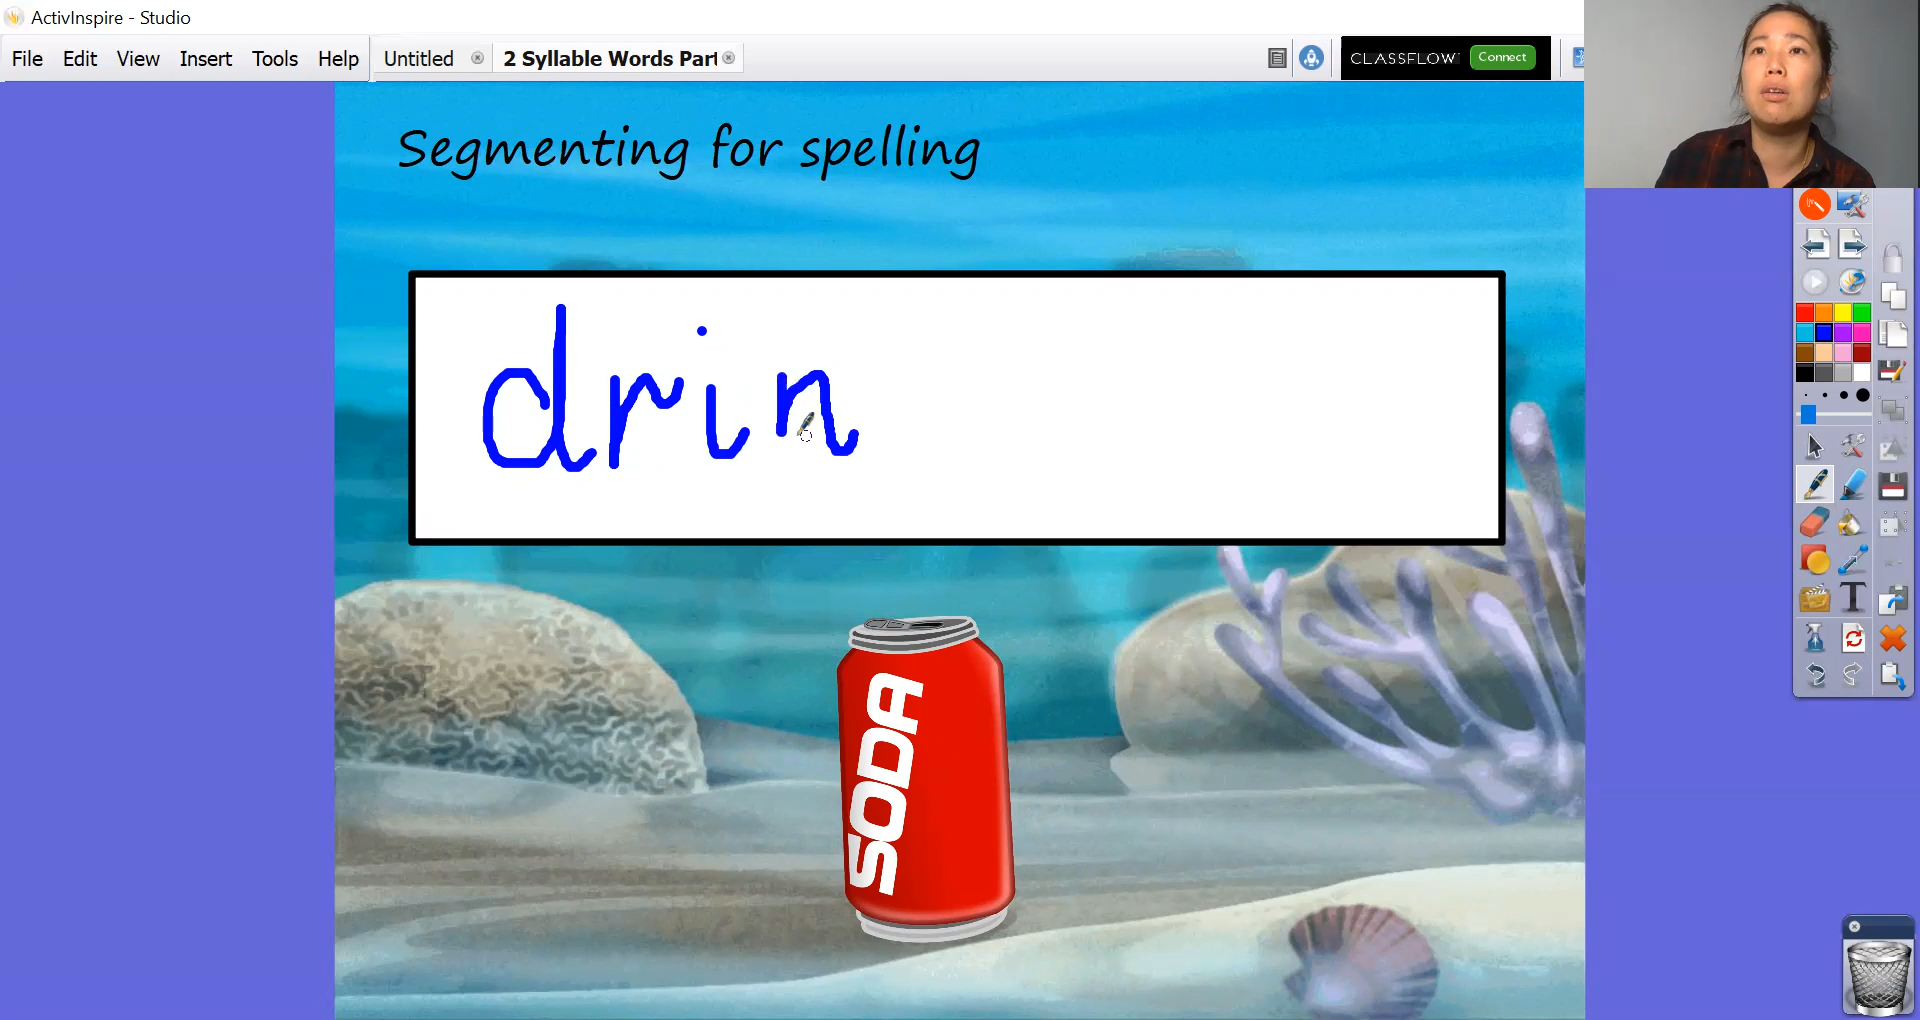 ActivInspire - Studio
File Edit View Insert Tools Help Untitled 2 Syllable Words Part CLASSFLOW Connect
Segmenting for spelling
drin
SODA
T